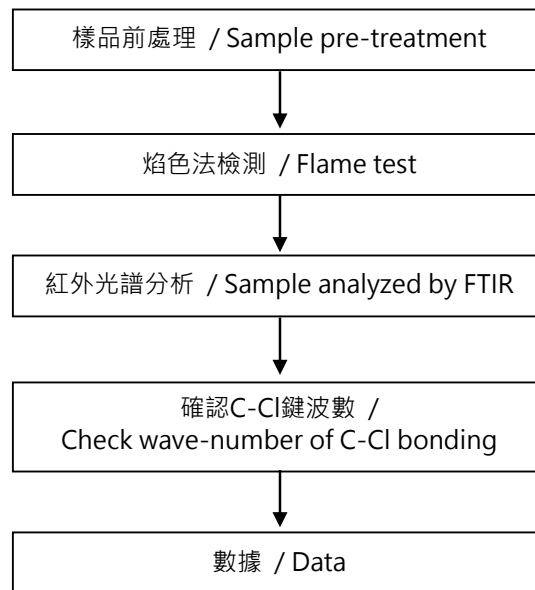 樣品前處理 / Sample pre-treatment
焰色法檢測 / Flame test
紅外光譜分析 / Sample analyzed by FTIR
確認C-Cl鍵波數 /
Check wave-number of C-Cl bonding
數據 / Data